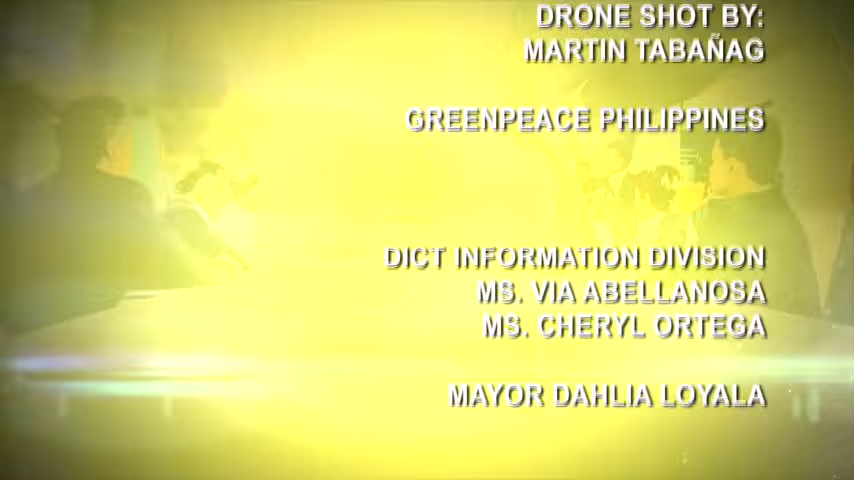 DRONE SHOT BY:
MARTIN TABAÑAG
GREENPEACE PHILIPPINES
DICT INFORMATION DIVISION
MS. VIA ABELLANOSA
MS. CHERYL ORTEGA
MAYOR DAHLIA LOYALA